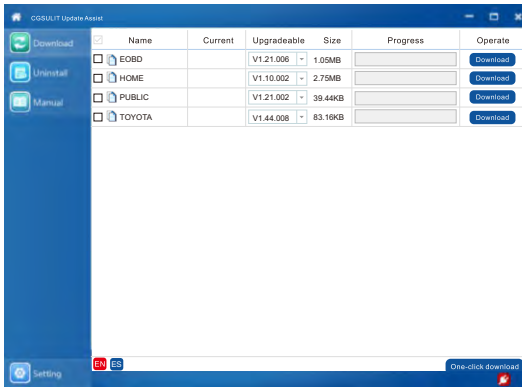 CGSULIT Update Assist
Download
Uninstall
Manual
Name Current Upgradeable Size Progress Operate
EOBD V1.21.006 1.05MB Download
HOME V1.10.002 2.75MB Download
PUBLIC V1.21.002 39.44KB Download
TOYOTA V1.44.008 83.16KB Download
Setting
EN ES
One-click download